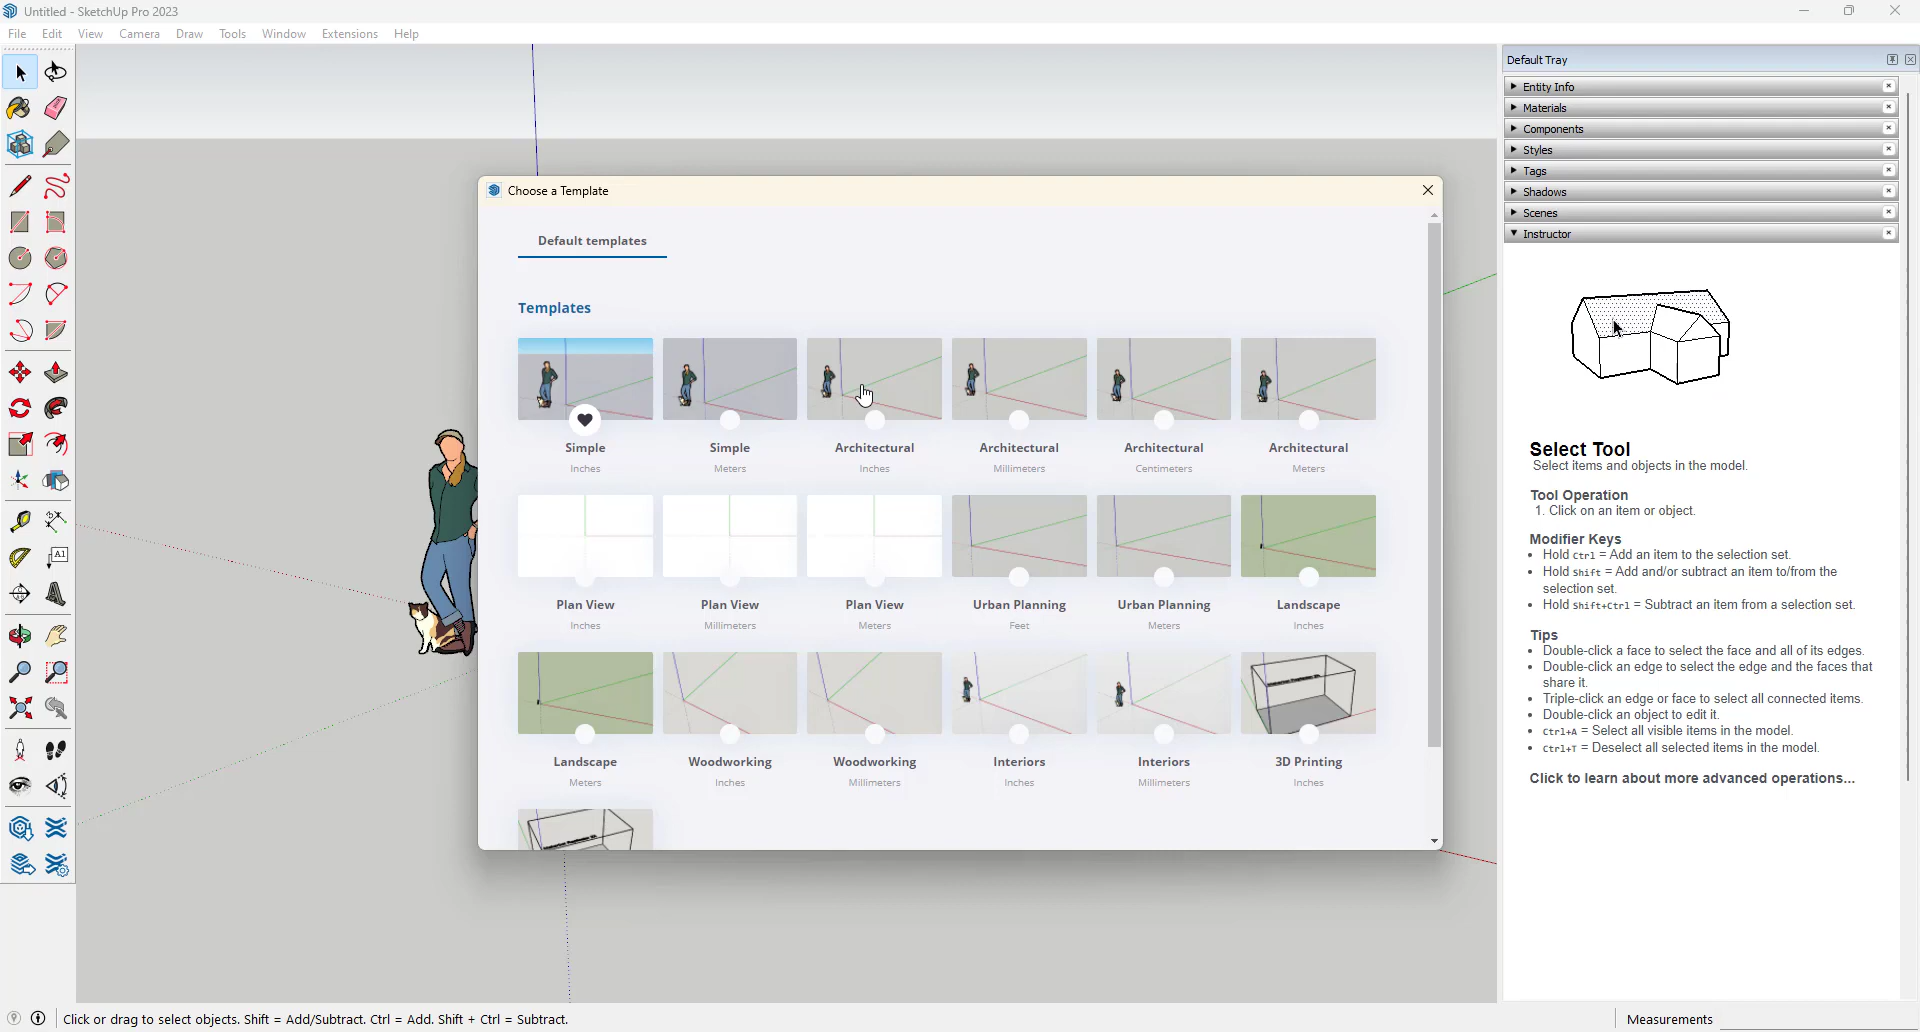 Untitled - SketchUp Pro 2023
File Edit View Camera Draw Tools Window Extensions Help
Default Tray
Entity Info
Materials
Components
Styles
Tags
Shadows
Scenes
Instructor
Select Tool
Select items and objects in the model.
Tool Operation
1. Click on an item or object.
Modifier Keys
• Hold Ctrl = Add an item to the selection set.
• Hold Shift = Add and/or subtract an item to/from the
selection set.
• Hold Shift+Ctrl = Subtract an item from a selection set.
Tips
• Double-click a face to select the face and all of its edges.
• Double-click an edge to select the edge and the faces that
share it.
• Triple-click an edge or face to select all connected items.
• Double-click an object to edit it.
• Ctrl+A = Select all visible items in the model.
• Ctrl+T = Deselect all selected items in the model.
Click to learn about more advanced operations...
Choose a Template
Default templates
Templates
Simple Simple Architectural Architectural Architectural Architectural
Inches Meters Inches Millimeters Centimeters Meters
Plan View Plan View Plan View Urban Planning Urban Planning Landscape
Inches Millimeters Meters Feet Meters Inches
Landscape Woodworking Woodworking Interiors Interiors 3D Printing
Meters Inches Millimeters Inches Millimeters Inches
A1
Click or drag to select objects. Shift = Add/Subtract. Ctrl = Add. Shift + Ctrl = Subtract.
Measurements